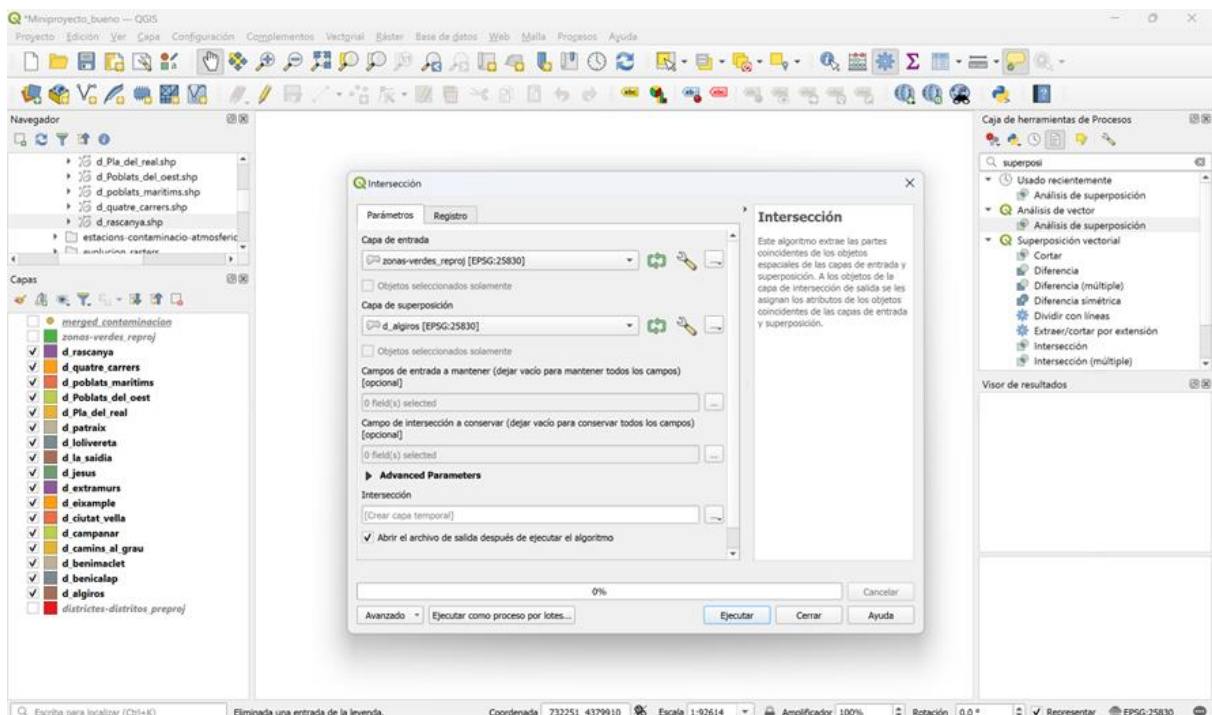 *Miniproyecto_bueno — QGIS
Proyecto Edición Ver Capa Configuración Complementos Vectorial Ráster Base de datos Web Malla Procesos Ayuda
Navegador
d_Pla_del_real.shp
d_Poblats_del_oest.shp
d_poblats_maritims.shp
d_quatre_carrers.shp
d_rascanya.shp
estacions-contaminacio-atmosferic
Capas
merged_contaminacion
zonas-verdes_reproj
d_rascanya
d_quatre_carrers
d_poblats_maritims
d_Poblats_del_oest
d_Pla_del_real
d_patraix
d_lolivereta
d_la_saidia
d_jesus
d_extramurs
d_eixample
d_ciutat_vella
d_campanar
d_camins_al_grau
d_benimaclet
d_benicalap
d_algiros
districtes-distritos_preproj
Intersección
Parámetros Registro
Capa de entrada
zonas-verdes_reproj [EPSG:25830]
Objetos seleccionados solamente
Capa de superposición
d_algiros [EPSG:25830]
Objetos seleccionados solamente
Campos de entrada a mantener (dejar vacío para mantener todos los campos)
[opcional]
0 field(s) selected
Campo de intersección a conservar (dejar vacío para conservar todos los campos)
[opcional]
0 field(s) selected
Advanced Parameters
Intersección
[Crear capa temporal]
Abrir el archivo de salida después de ejecutar el algoritmo
Intersección
Este algoritmo extrae las partes
coincidentes de los objetos
espaciales de las capas de entrada y
superposición. A los objetos de la
capa de intersección de salida se les
asignan los atributos de los objetos
coincidentes de las capas de entrada
y superposición.
0%
Cancelar
Avanzado
Ejecutar como proceso por lotes...
Ejecutar
Cerrar
Ayuda
Caja de herramientas de Procesos
superposi
Usado recientemente
Análisis de superposición
Análisis de vector
Análisis de superposición
Superposición vectorial
Cortar
Diferencia
Diferencia (múltiple)
Diferencia simétrica
Dividir con líneas
Extraer/cortar por extensión
Intersección
Intersección (múltiple)
Visor de resultados
Escriba para localizar (Ctrl+K)
Eliminada una entrada de la leyenda.
Coordenada 732251 4379910
Escala 1:92614
Amplificador 100%
Rotación 0,0 °
Representar
EPSG:25830